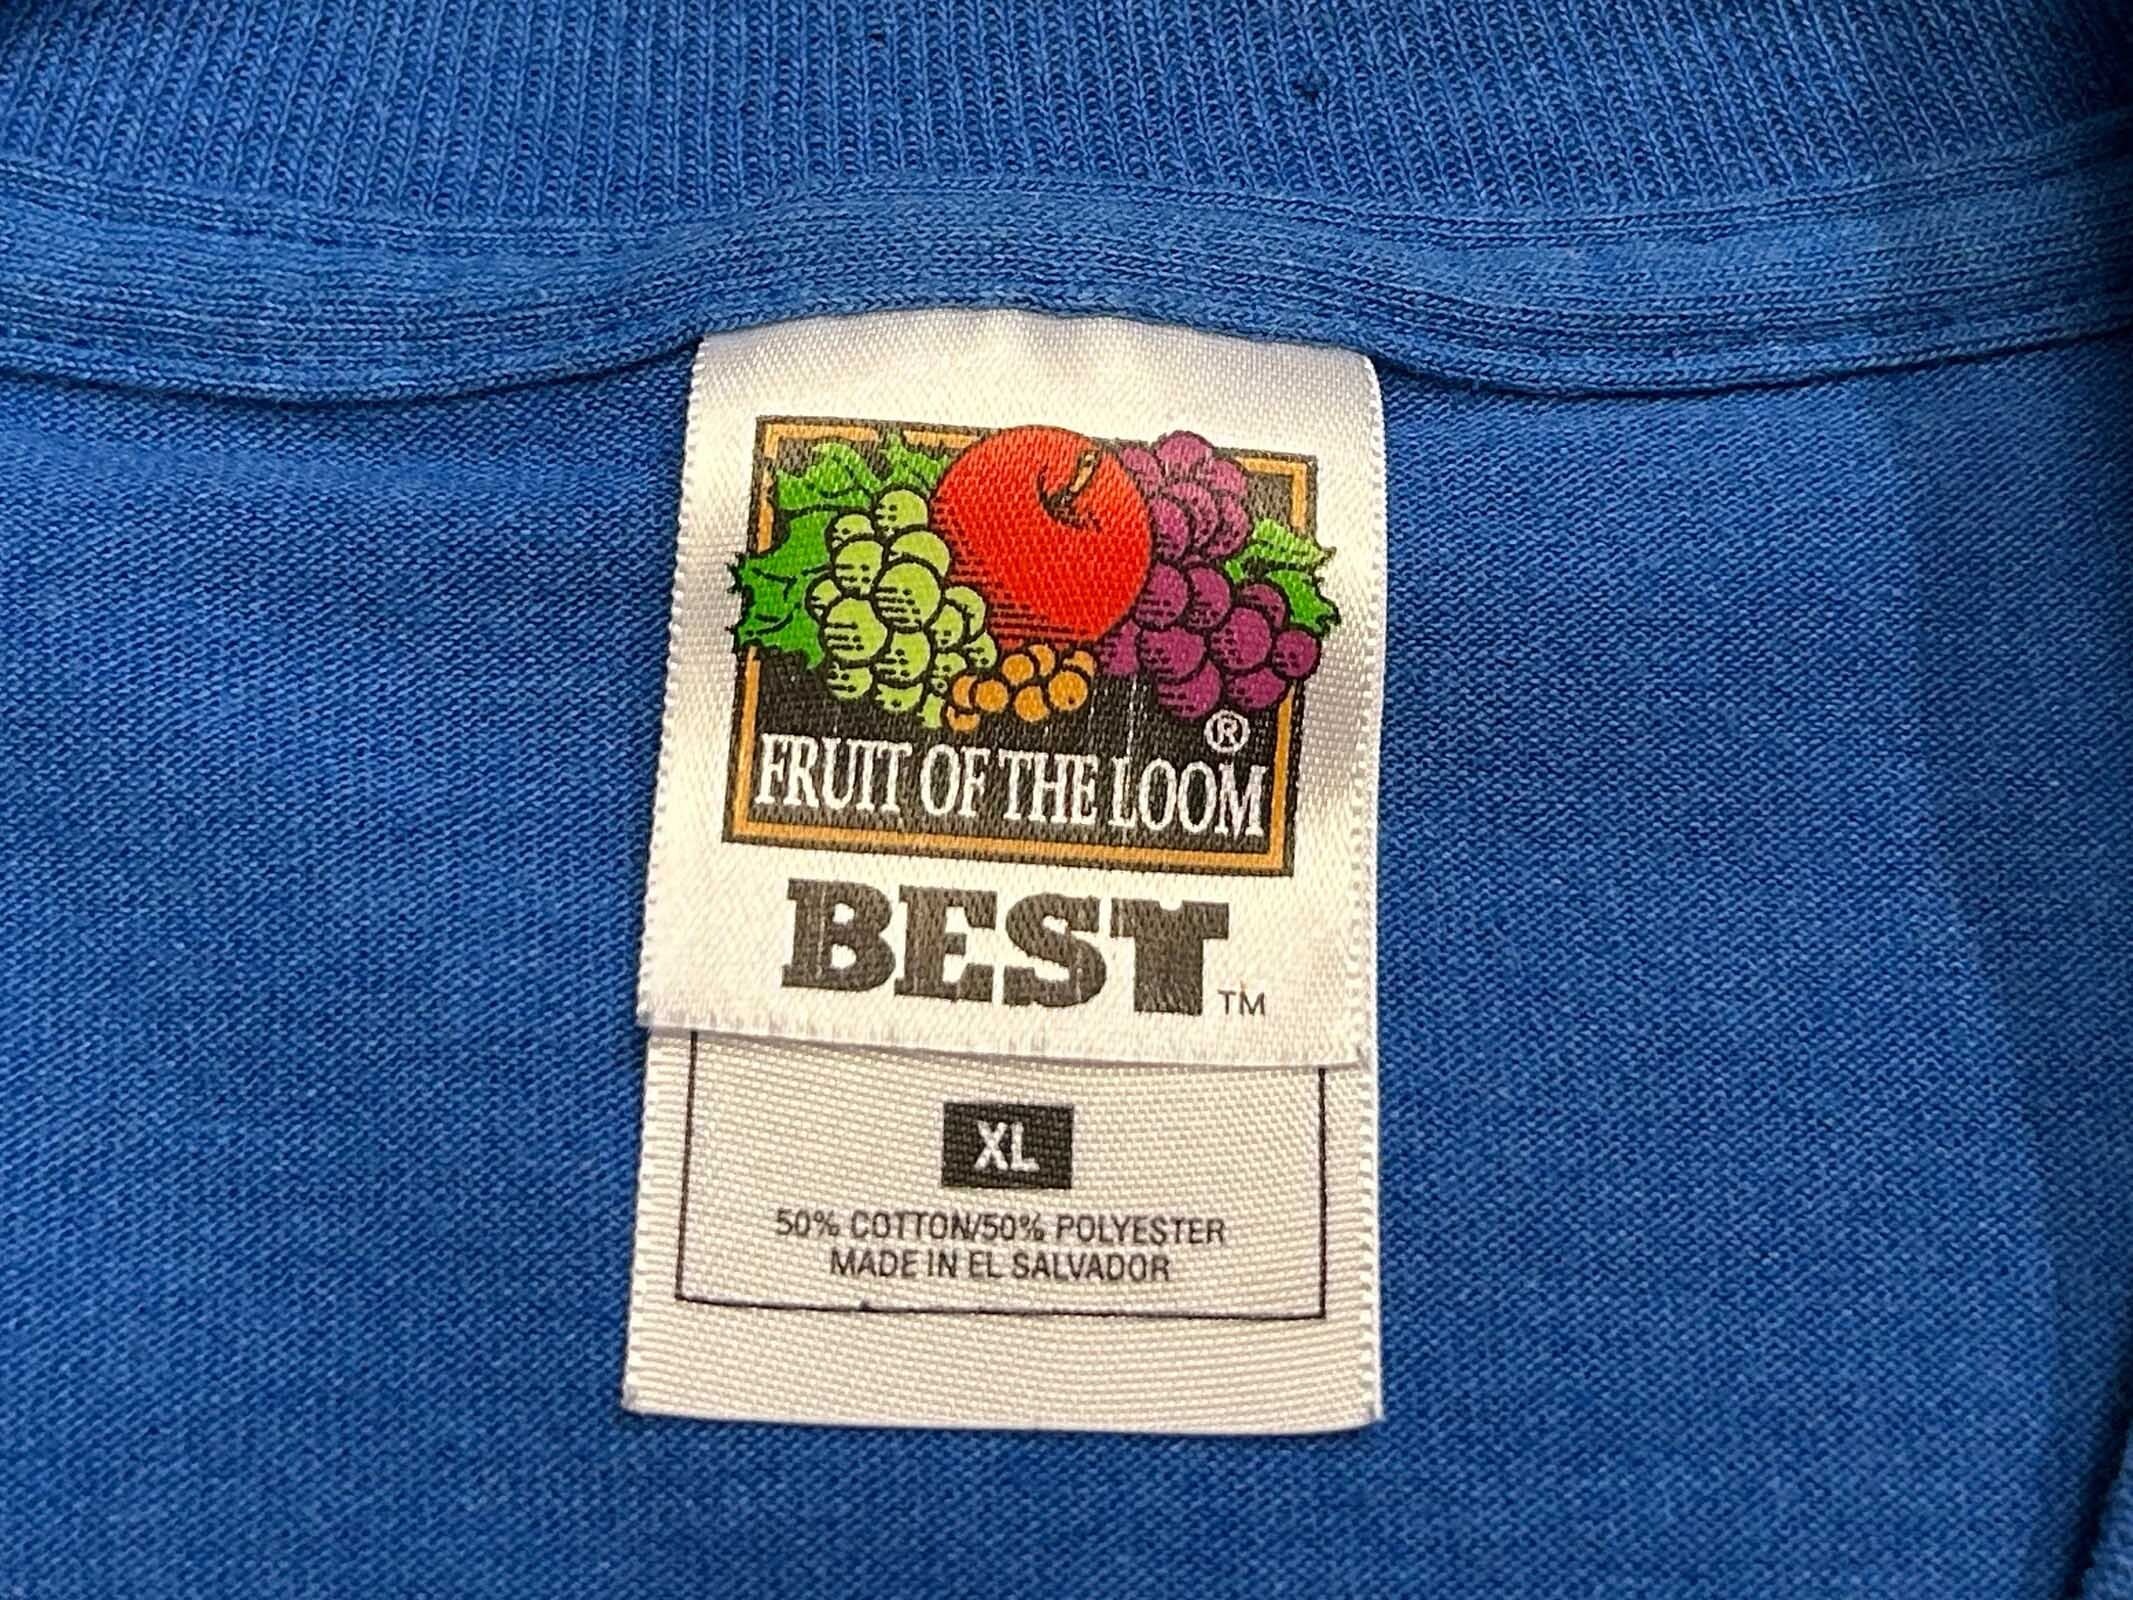 ®
FRUIT OF THE LOOM
BEST™
XL
50% COTTON/50% POLYESTER
MADE IN EL SALVADOR